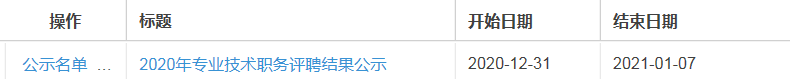 操作 标题 开始日期 结束日期
公示名单 ... 2020年专业技术职务评聘结果公示 2020-12-31 2021-01-07